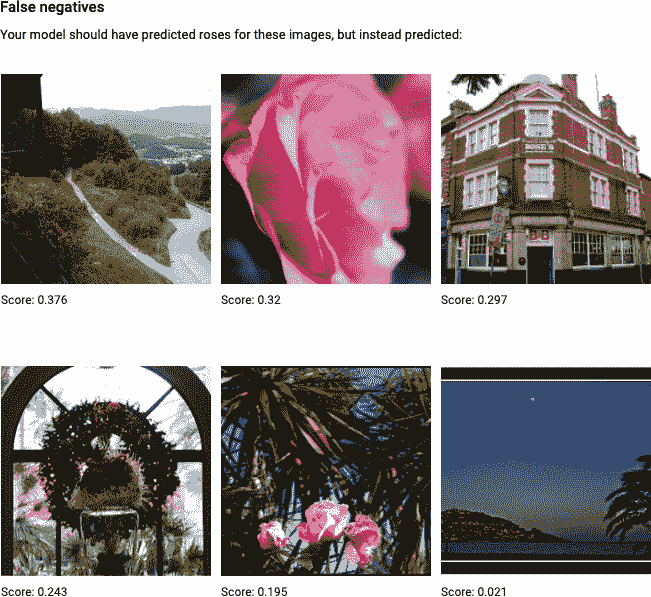 False negatives
Your model should have predicted roses for these images, but instead predicted:
Score: 0.376
Score: 0.32
Score: 0.297
Score: 0.243
Score: 0.195
Score: 0.021